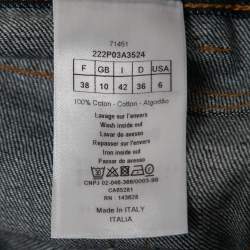 71451
222P03A3524
F GB I D USA
38 10 42 36 6
100% Coton - Cotton - Algodão
Lavage sur l'envers
Wash inside out
Lavar do avesso
Repasser sur l'envers
Iron inside out
Passar do avesso
CNPJ 02-046-386/0003-98
CA65281
RN : 143628
Made in ITALY
ITALIA